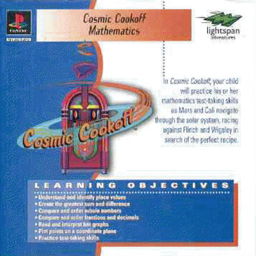 Cosmic Cookoff
Mathematics
lightspan
In Cosmic Cookoff, your child
will practice his or her
mathematics test-taking skills
as Mars and Cali navigate
through the solar system, racing
against Flinch and Wigsley in
search of the perfect recipe.
Cosmic Cookoff
LEARNING OBJECTIVES
• Understand and identify place values
• Create the greatest sum and difference
• Compare and order whole numbers
• Compare and order fractions and decimals
• Read and interpret bar graphs
• Plot points on a coordinate plane
• Practice test-taking skills